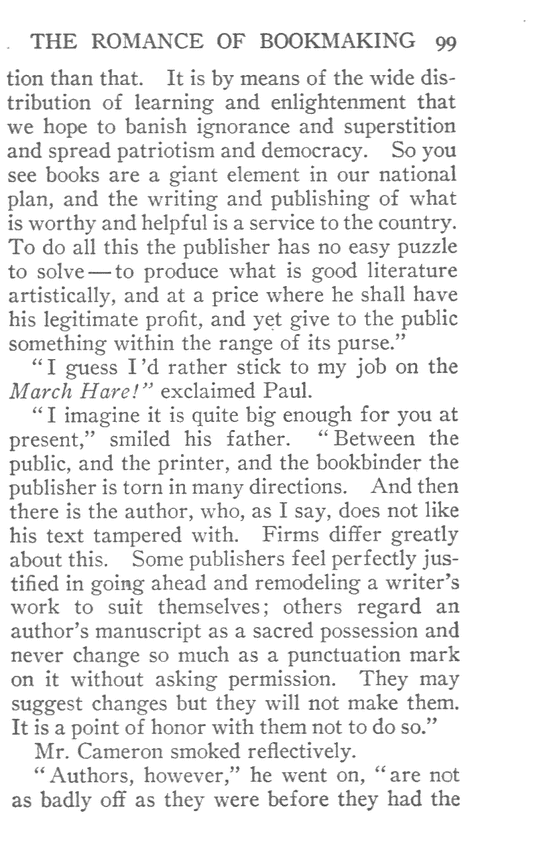 THE ROMANCE OF BOOKMAKING 99
tion than that. It is by means of the wide dis-
tribution of learning and enlightenment that
we hope to banish ignorance and superstition
and spread patriotism and democracy. So you
see books are a giant element in our national
plan, and the writing and publishing of what
is worthy and helpful is a service to the country.
To do all this the publisher has no easy puzzle
to solve—to produce what is good literature
artistically, and at a price where he shall have
his legitimate profit, and yet give to the public
something within the range of its purse.”
“I guess I’d rather stick to my job on the
March Hare!” exclaimed Paul.
“I imagine it is quite big enough for you at
present,” smiled his father. “Between the
public, and the printer, and the bookbinder the
publisher is torn in many directions. And then
there is the author, who, as I say, does not like
his text tampered with. Firms differ greatly
about this. Some publishers feel perfectly jus-
tified in going ahead and remodeling a writer’s
work to suit themselves; others regard an
author’s manuscript as a sacred possession and
never change so much as a punctuation mark
on it without asking permission. They may
suggest changes but they will not make them.
It is a point of honor with them not to do so.”
Mr. Cameron smoked reflectively.
“Authors, however,” he went on, “are not
as badly off as they were before they had the